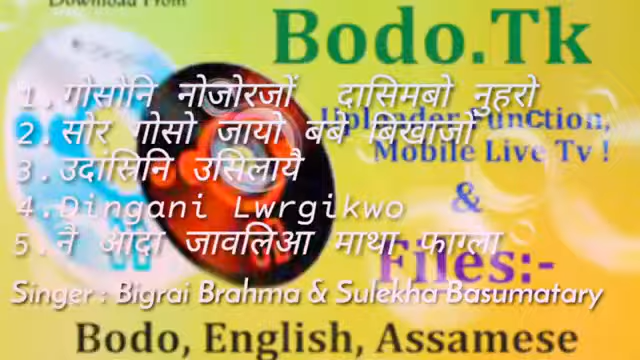 Download From
Bodo.Tk
1.गोसोनि नोजोरजों दासिमबो नुहरो
Uploader Function,
2.सोर गोसो जायो बबे बिखाजों
Mobile Live Tv !
3.उदास्रिनि उसिलायै
4.Dingani Lwrgikwo
&
5.नै आदा जावलिआ माथा फाग्ला
Files:-
Singer : Bigrai Brahma & Sulekha Basumatary
Bodo, English, Assamese